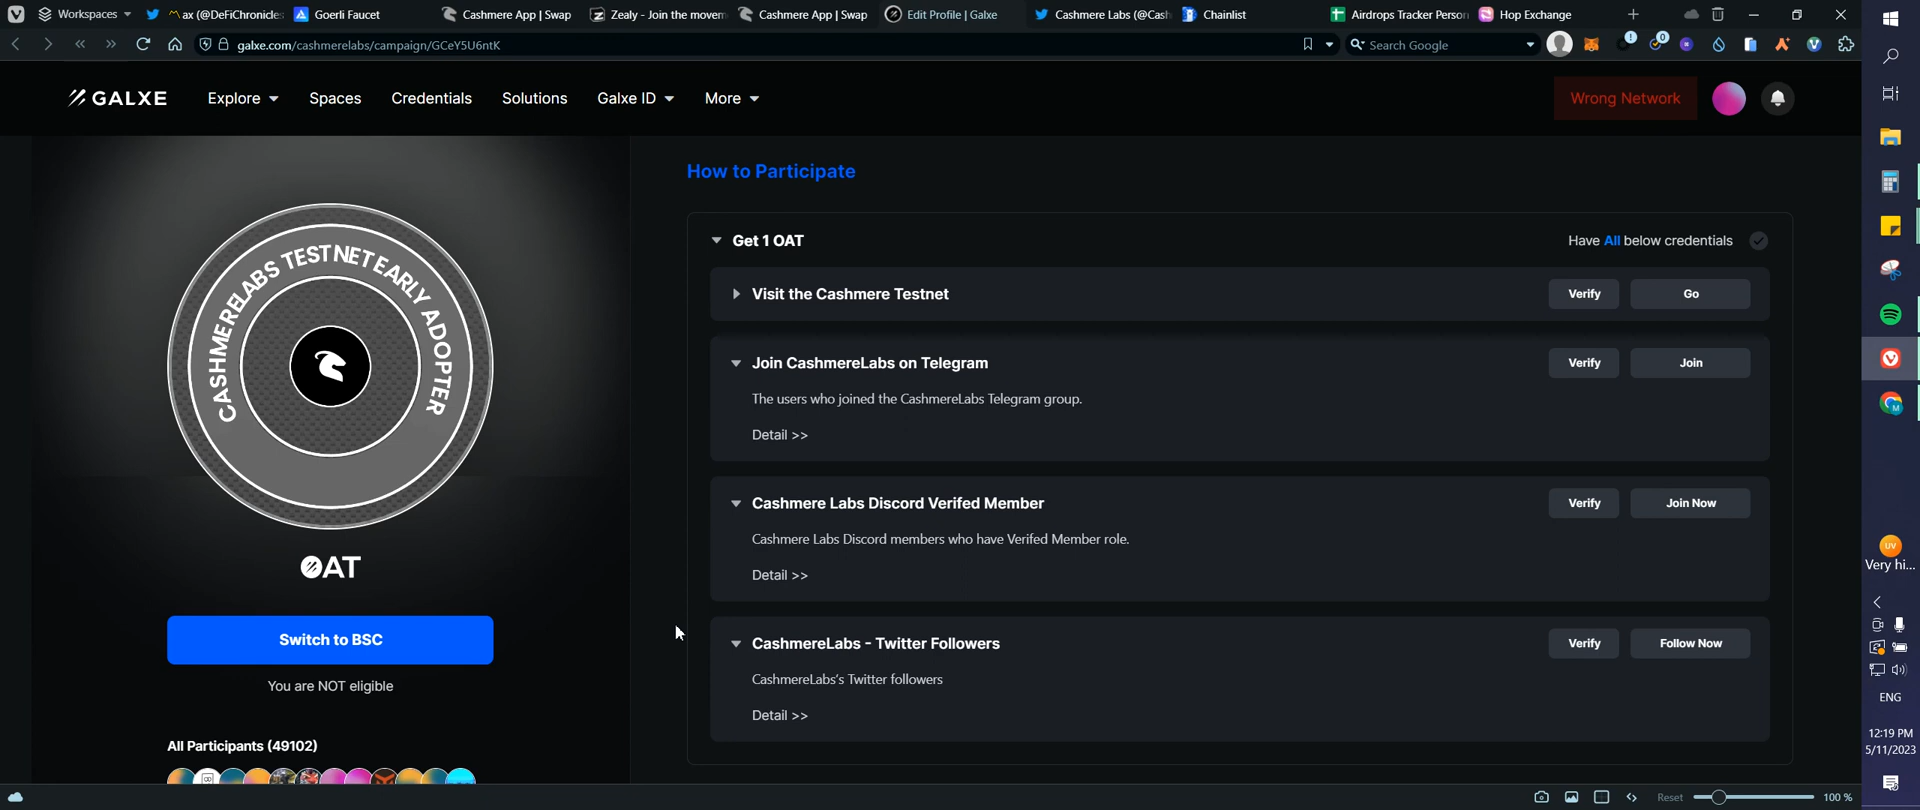 Workspaces
ax (@DeFiChronicle
Goerli Faucet
Cashmere App | Swap
Zealy - Join the movem
Cashmere App | Swap
Edit Profile | Galxe
Cashmere Labs (@Cash
Chainlist
Airdrops Tracker Person
Hop Exchange
galxe.com/cashmerelabs/campaign/GCeY5U6ntK
Search Google
GALXE
Explore
Spaces
Credentials
Solutions
Galxe ID
More
Wrong Network
How to Participate
Get 1 OAT
Have All below credentials
Visit the Cashmere Testnet
Verify
Go
Join CashmereLabs on Telegram
Verify
Join
The users who joined the CashmereLabs Telegram group.
Detail >>
Cashmere Labs Discord Verifed Member
Verify
Join Now
Cashmere Labs Discord members who have Verifed Member role.
Detail >>
CashmereLabs - Twitter Followers
Verify
Follow Now
CashmereLabs's Twitter followers
Detail >>
CASHMERELABS TESTNET EARLY ADOPTER
OAT
Switch to BSC
You are NOT eligible
All Participants (49102)
UV
Very hi...
ENG
12:19 PM
5/11/2023
Reset
100 %